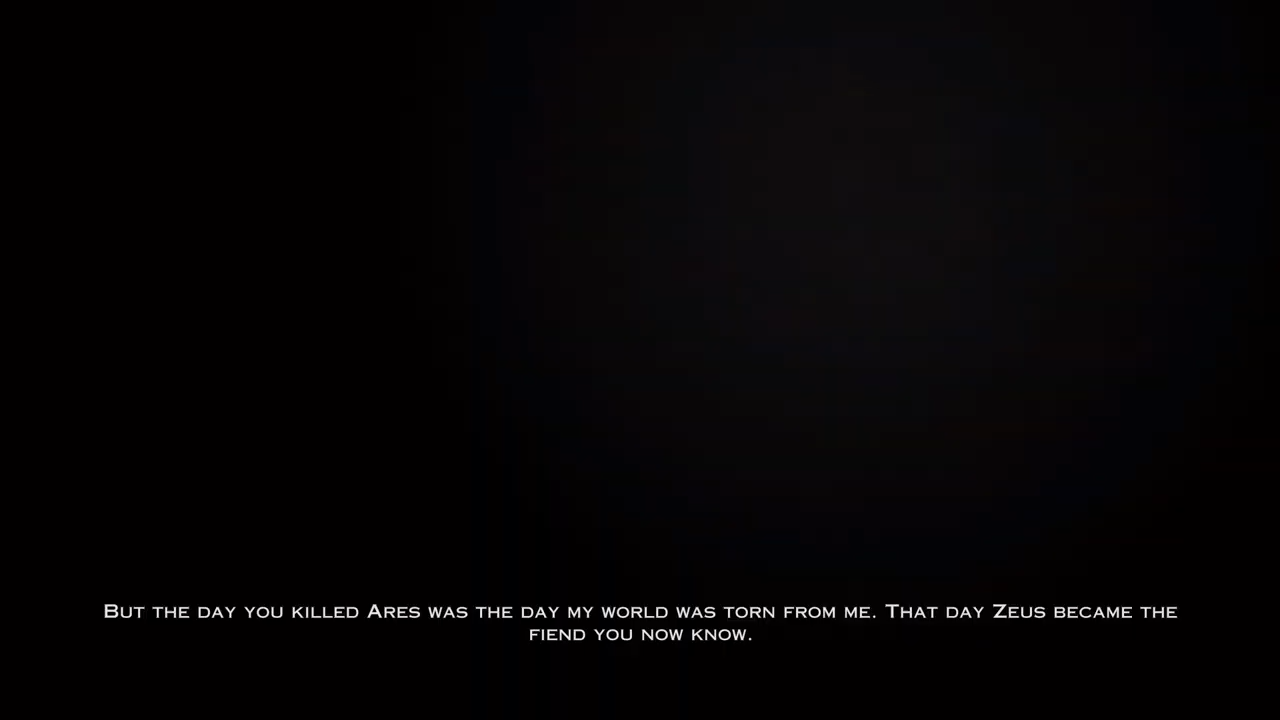 But the day you killed Ares was the day my world was torn from me. That day Zeus became the
fiend you now know.